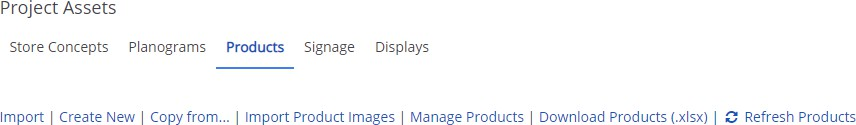 Project Assets
Store Concepts Planograms Products Signage Displays
Import | Create New | Copy from... | Import Product Images | Manage Products | Download Products (.xlsx) | Refresh Products